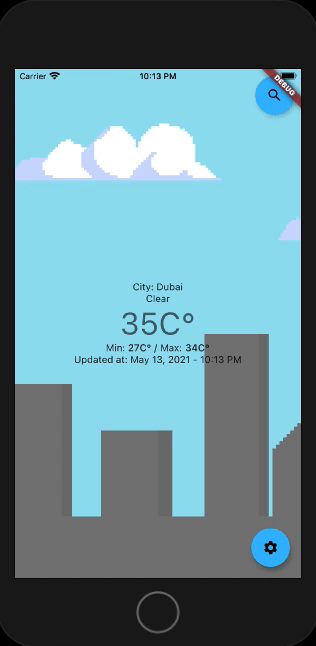 Carrier 10:13 PM
DEBUG
City: Dubai
Clear
35C°
Min: 27C° / Max: 34C°
Updated at: May 13, 2021 - 10:13 PM